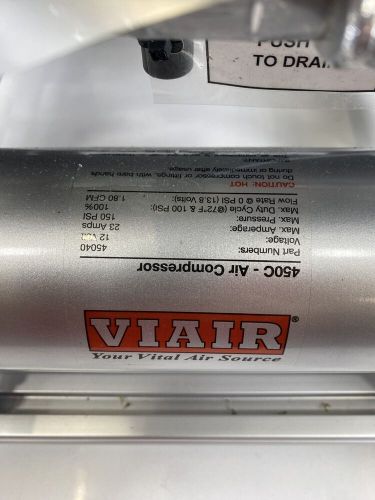 PUSH
TO DRAIN
450C - Air Compressor
Part Numbers: 45040
Voltage: 12 Volt
Max. Amperage: 23 Amps
Max. Pressure: 150 PSI
Max. Duty Cycle (@72°F & 100 PSI): 100%
Flow Rate @ 0 PSI (13.8 Volts): 1.80 CFM
CAUTION: HOT
Do not touch compressor or fittings, with bare hands
during or immediately after usage.
VIAIR®
Your Vital Air Source